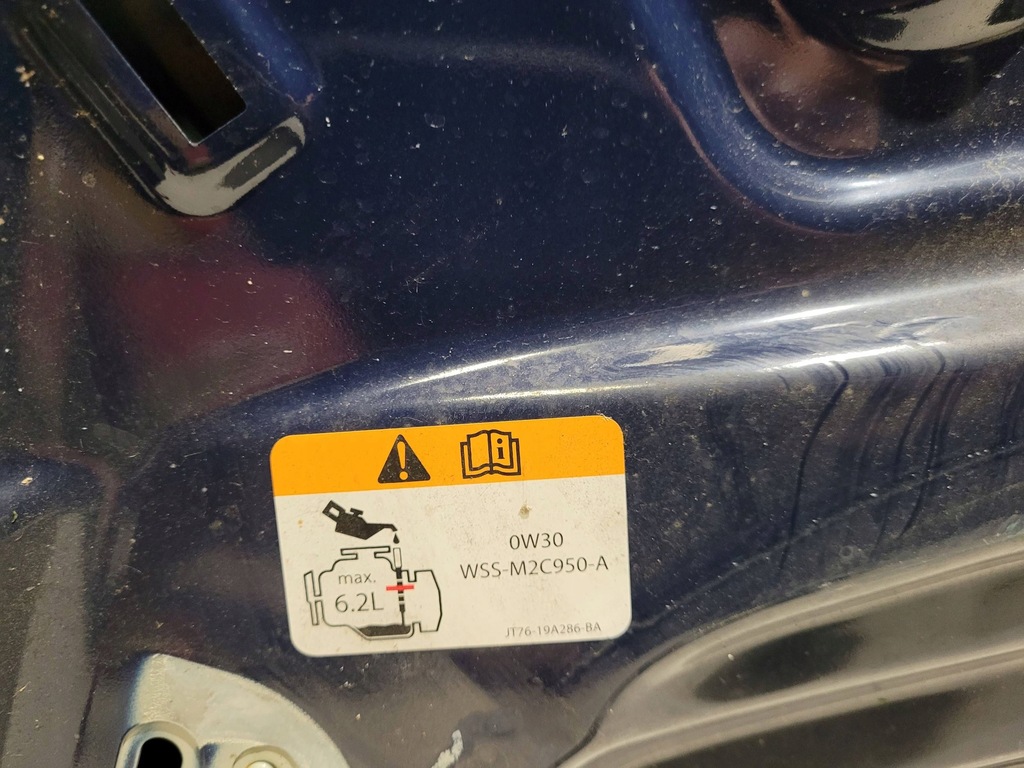 0W30
WSS-M2C950-A
max.
6.2L
JT76-19A286-BA